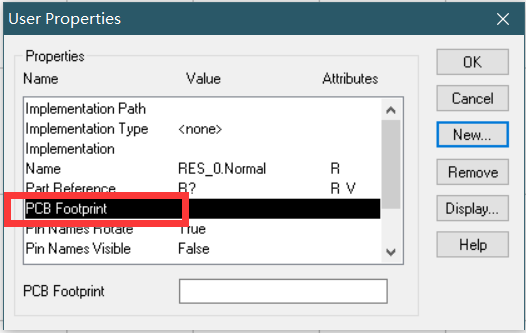 User Properties
Properties
Name Value Attributes
Implementation Path
Implementation Type <none>
Implementation
Name RES_0.Normal R
Part Reference R? R V
PCB Footprint
Pin Names Rotate True
Pin Names Visible False
PCB Footprint
OK
Cancel
New...
Remove
Display...
Help